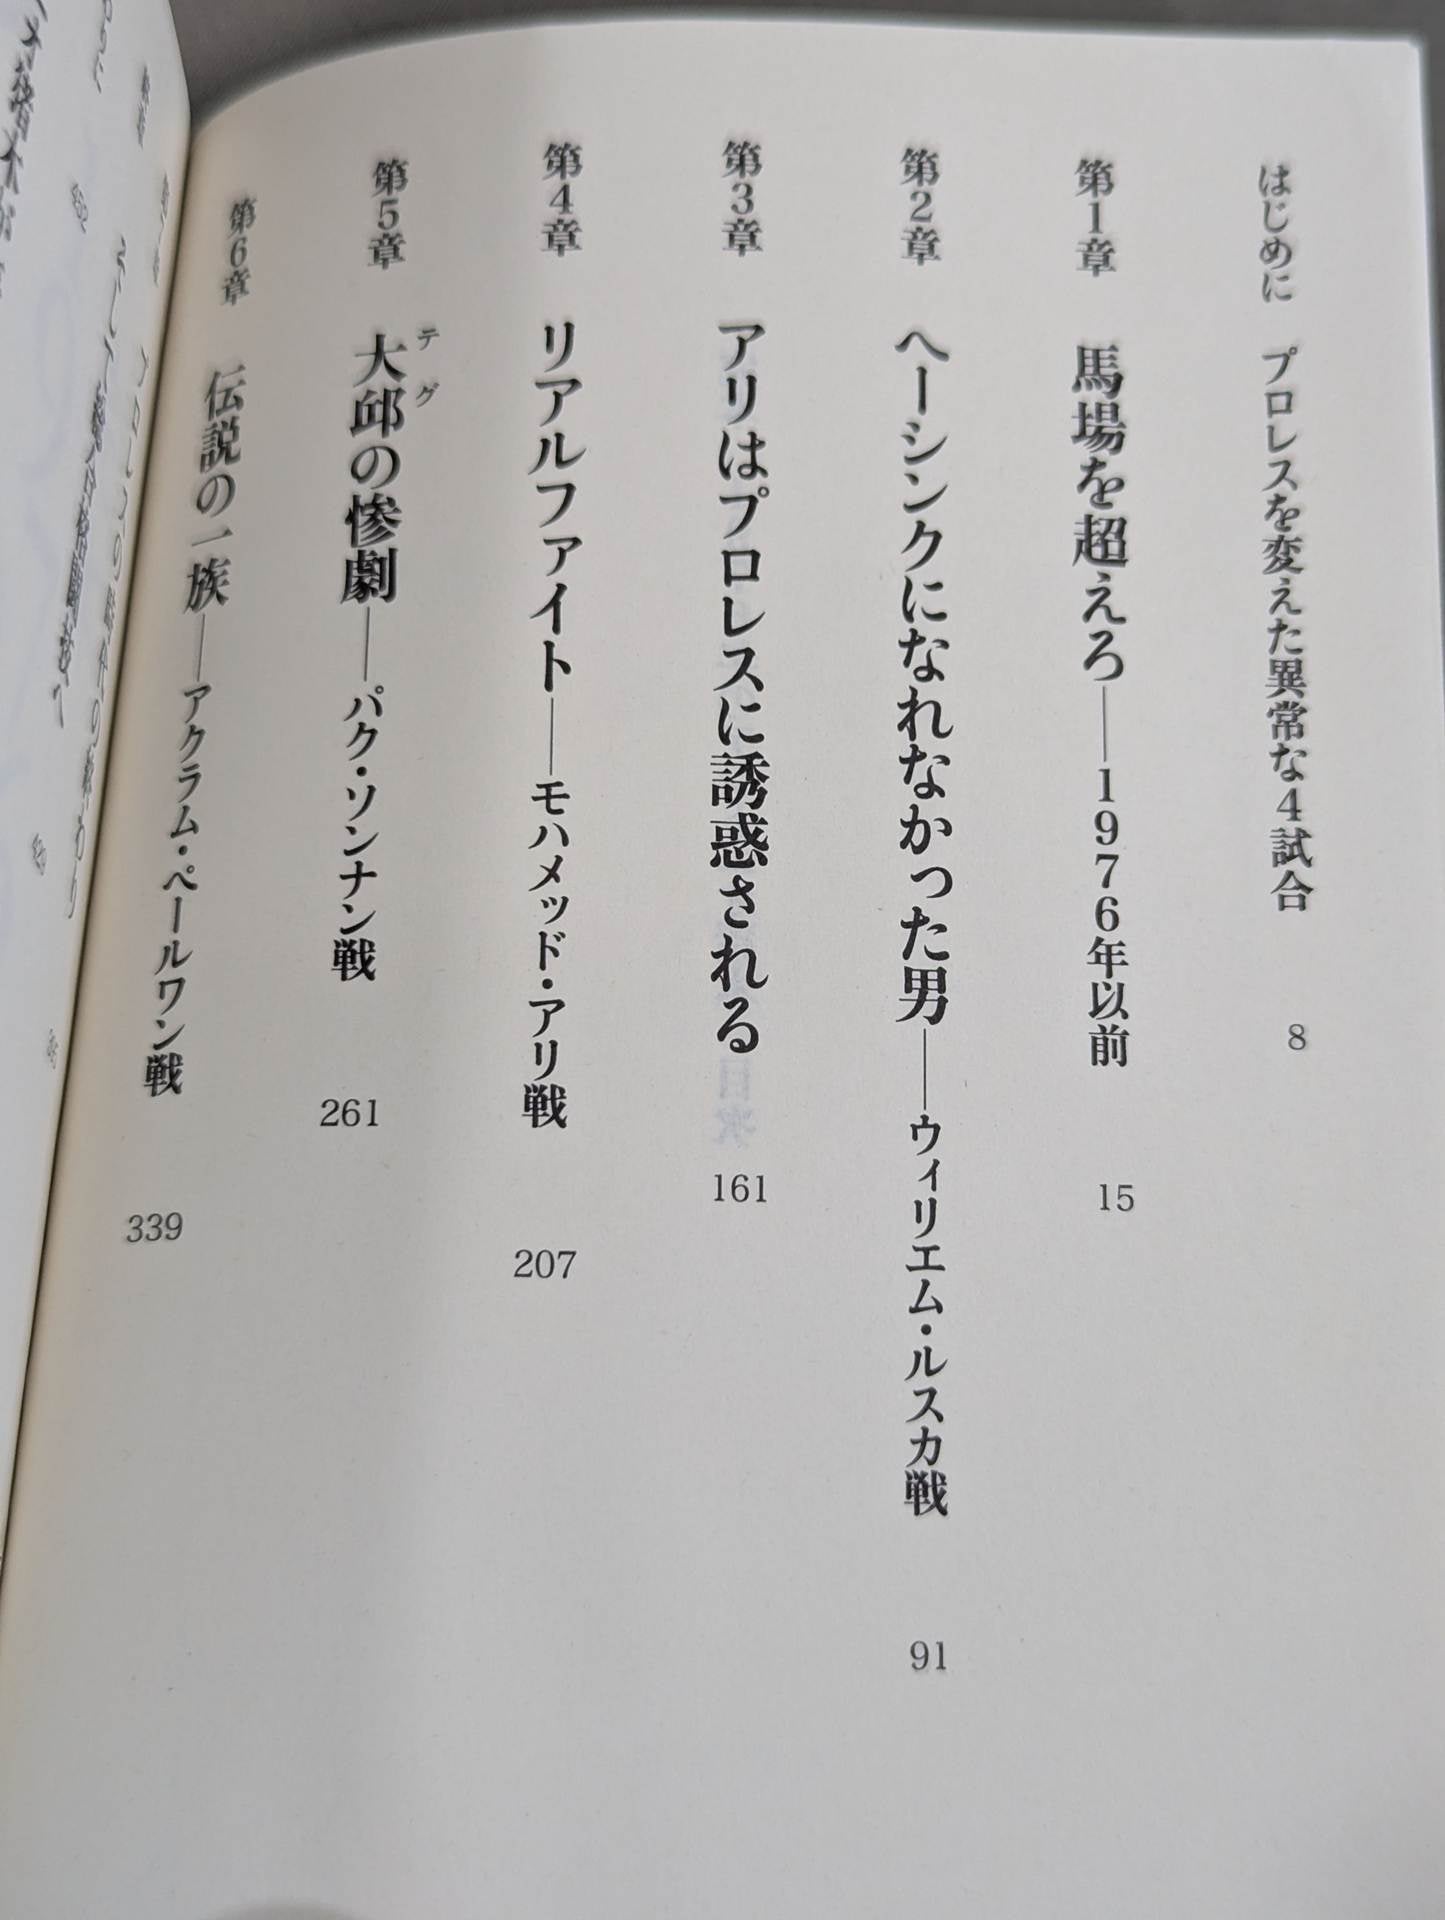 はじめに　プロレスを変えた異常な4試合　8
第1章　馬場を超えろ――1976年以前　15
第2章　ヘーシンクになれなかった男――ウィリエム・ルスカ戦　91
第3章　アリはプロレスに誘惑される　161
第4章　リアルファイト――モハメッド・アリ戦　207
テグ
第5章　大邱の惨劇――パク・ソンナン戦　261
第6章　伝説の一族――アクラム・ペールワン戦　339